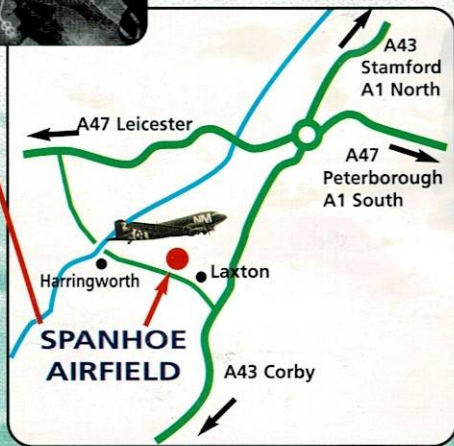 A43
Stamford
A1 North
A47 Leicester
A47
Peterborough
A1 South
NM
Harringworth
Laxton
SPANHOE
AIRFIELD
A43 Corby